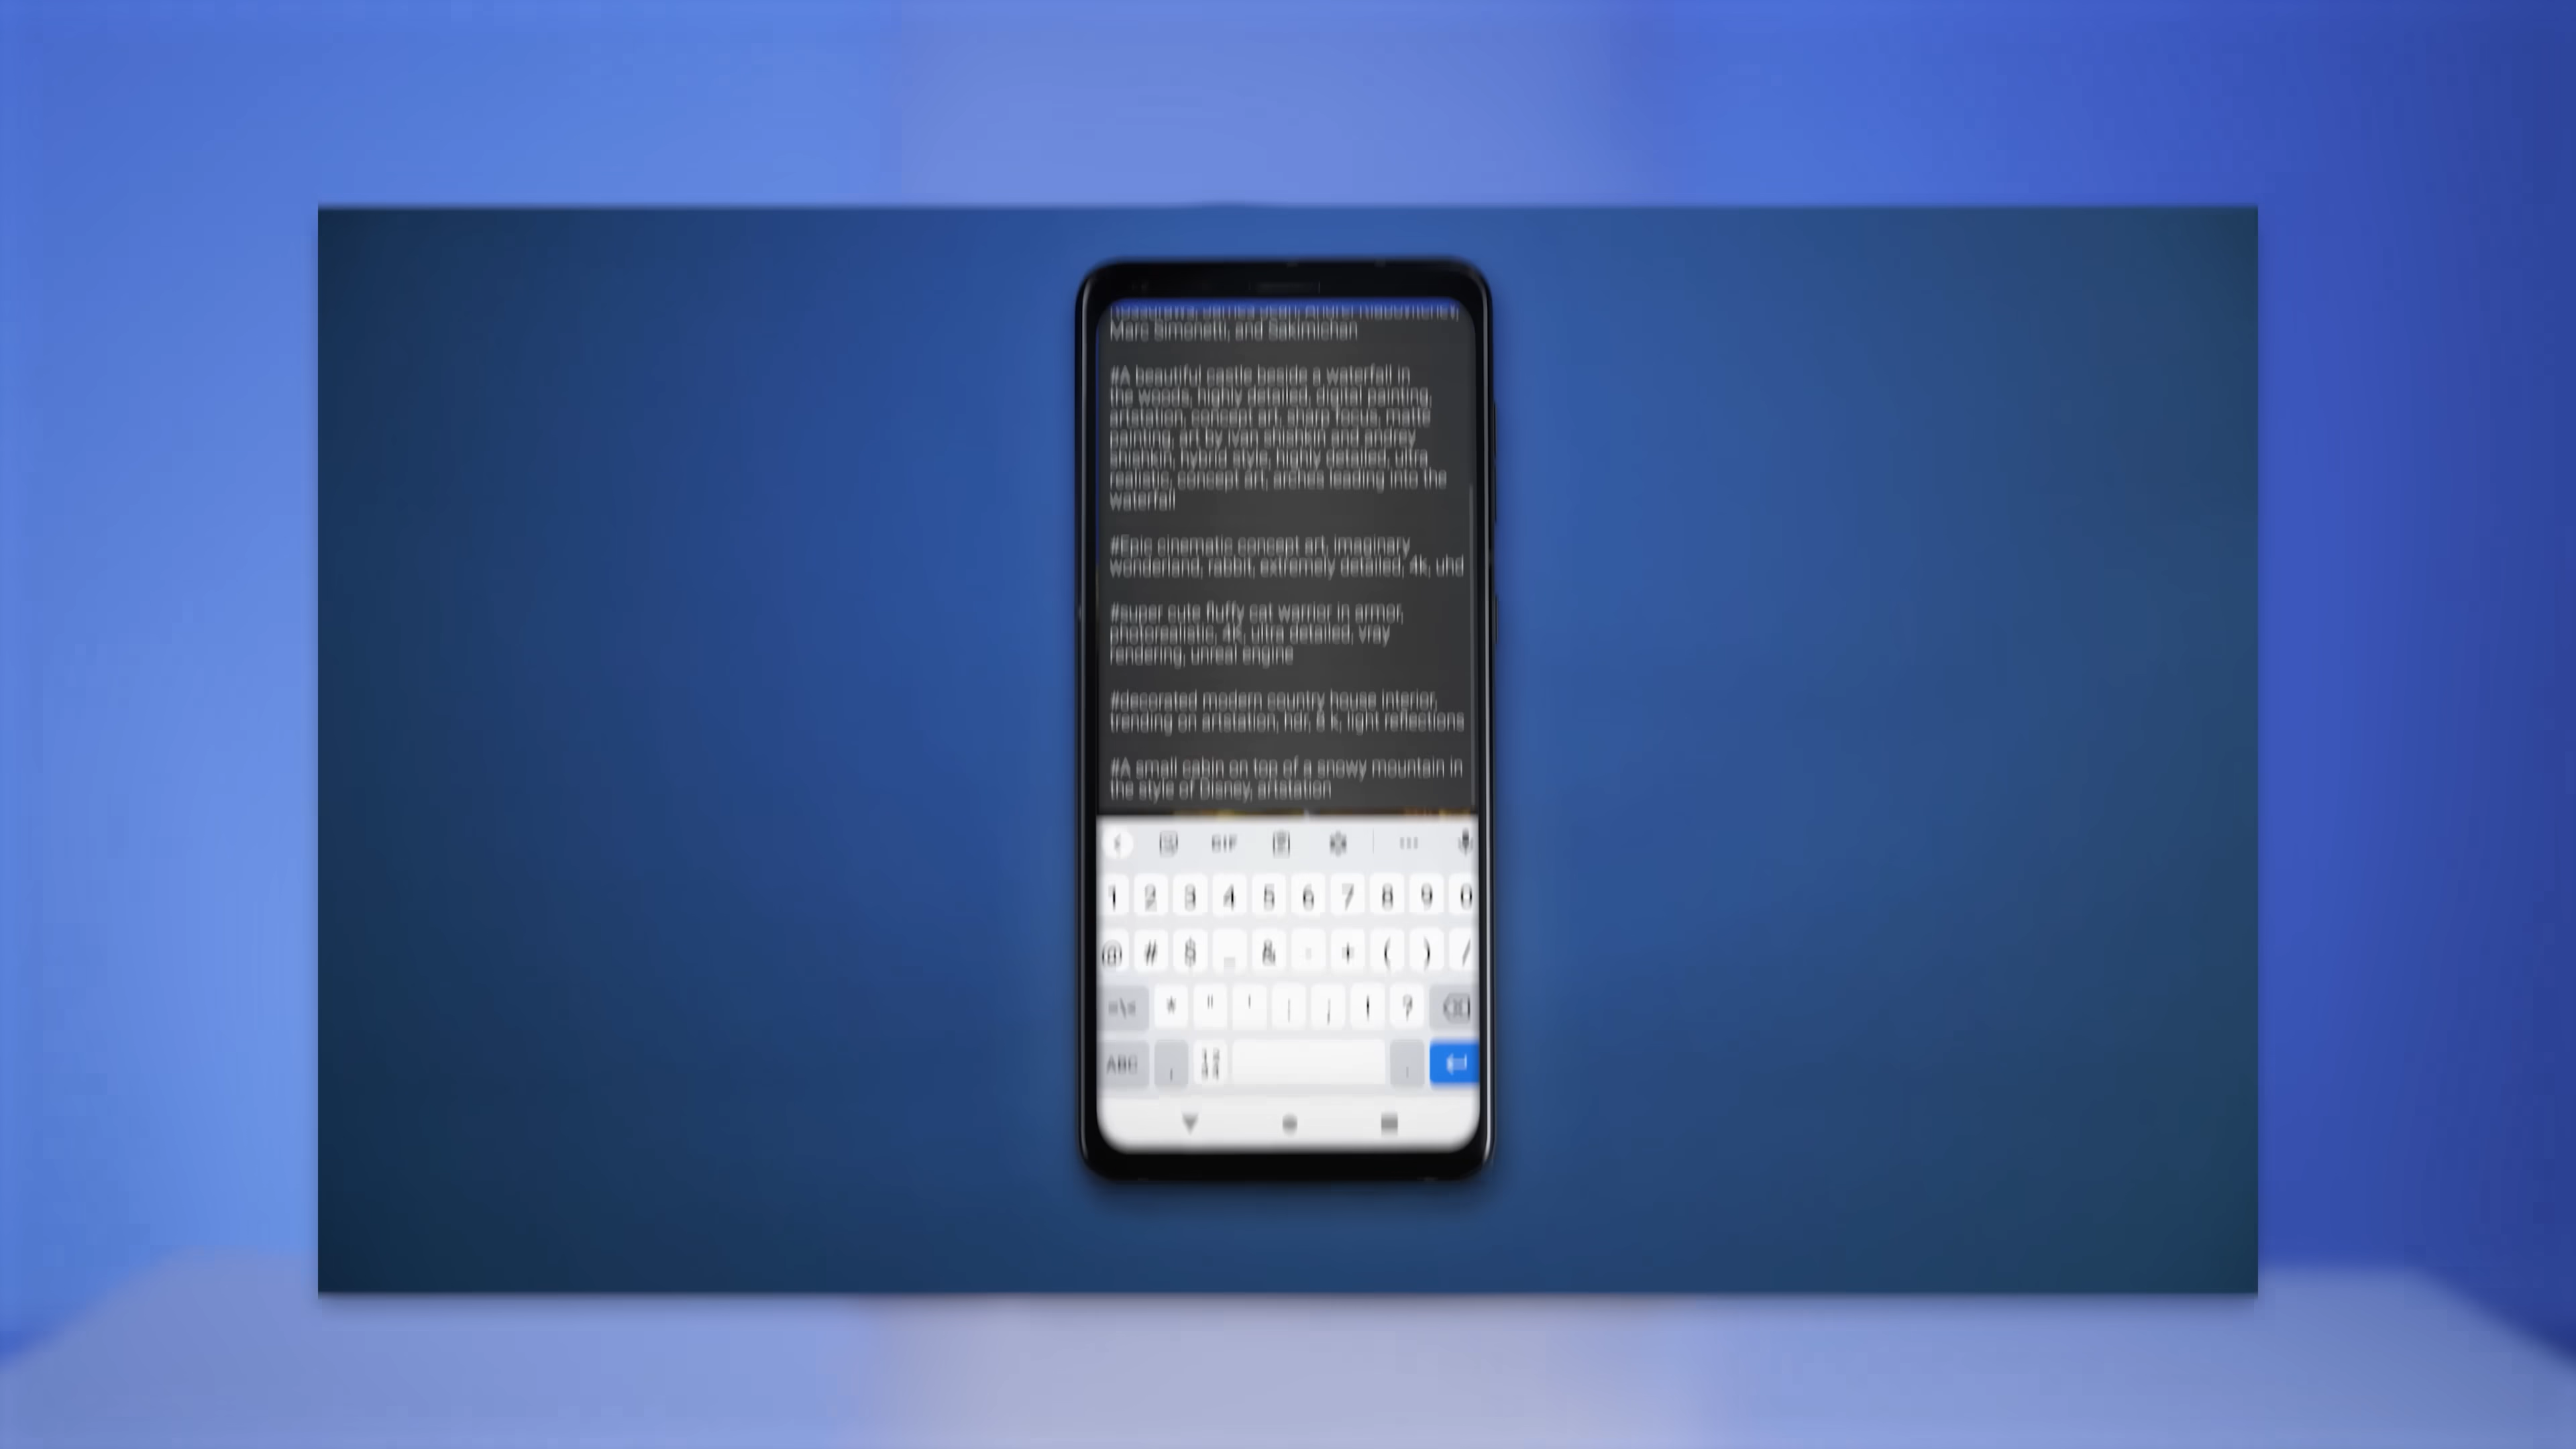 Marc Simonetti, and Sakimichan
#A beautiful castle beside a waterfall in
the woods, highly detailed, digital painting,
artstation, concept art, sharp focus, matte
painting, art by ivan shishkin and andrey
shishkin, hybrid style, highly detailed, ultra
realistic, concept art, arches leading into the
waterfall
#Epic cinematic concept art, imaginary
wonderland, rabbit, extremely detailed, 4k, uhd
#super cute fluffy cat warrior in armor,
photorealistic, 4K, ultra detailed, vray
rendering, unreal engine
#decorated modern country house interior,
trending on artstation, hdr, 8 k, light reflections
#A small cabin on top of a snowy mountain in
the style of Disney, artstation
GIF
1 2 3 4 5 6 7 8 9 0
@ # $ _ & - + ( ) /
=\< * " ' : ; ! ?
ABC , 12 34 .